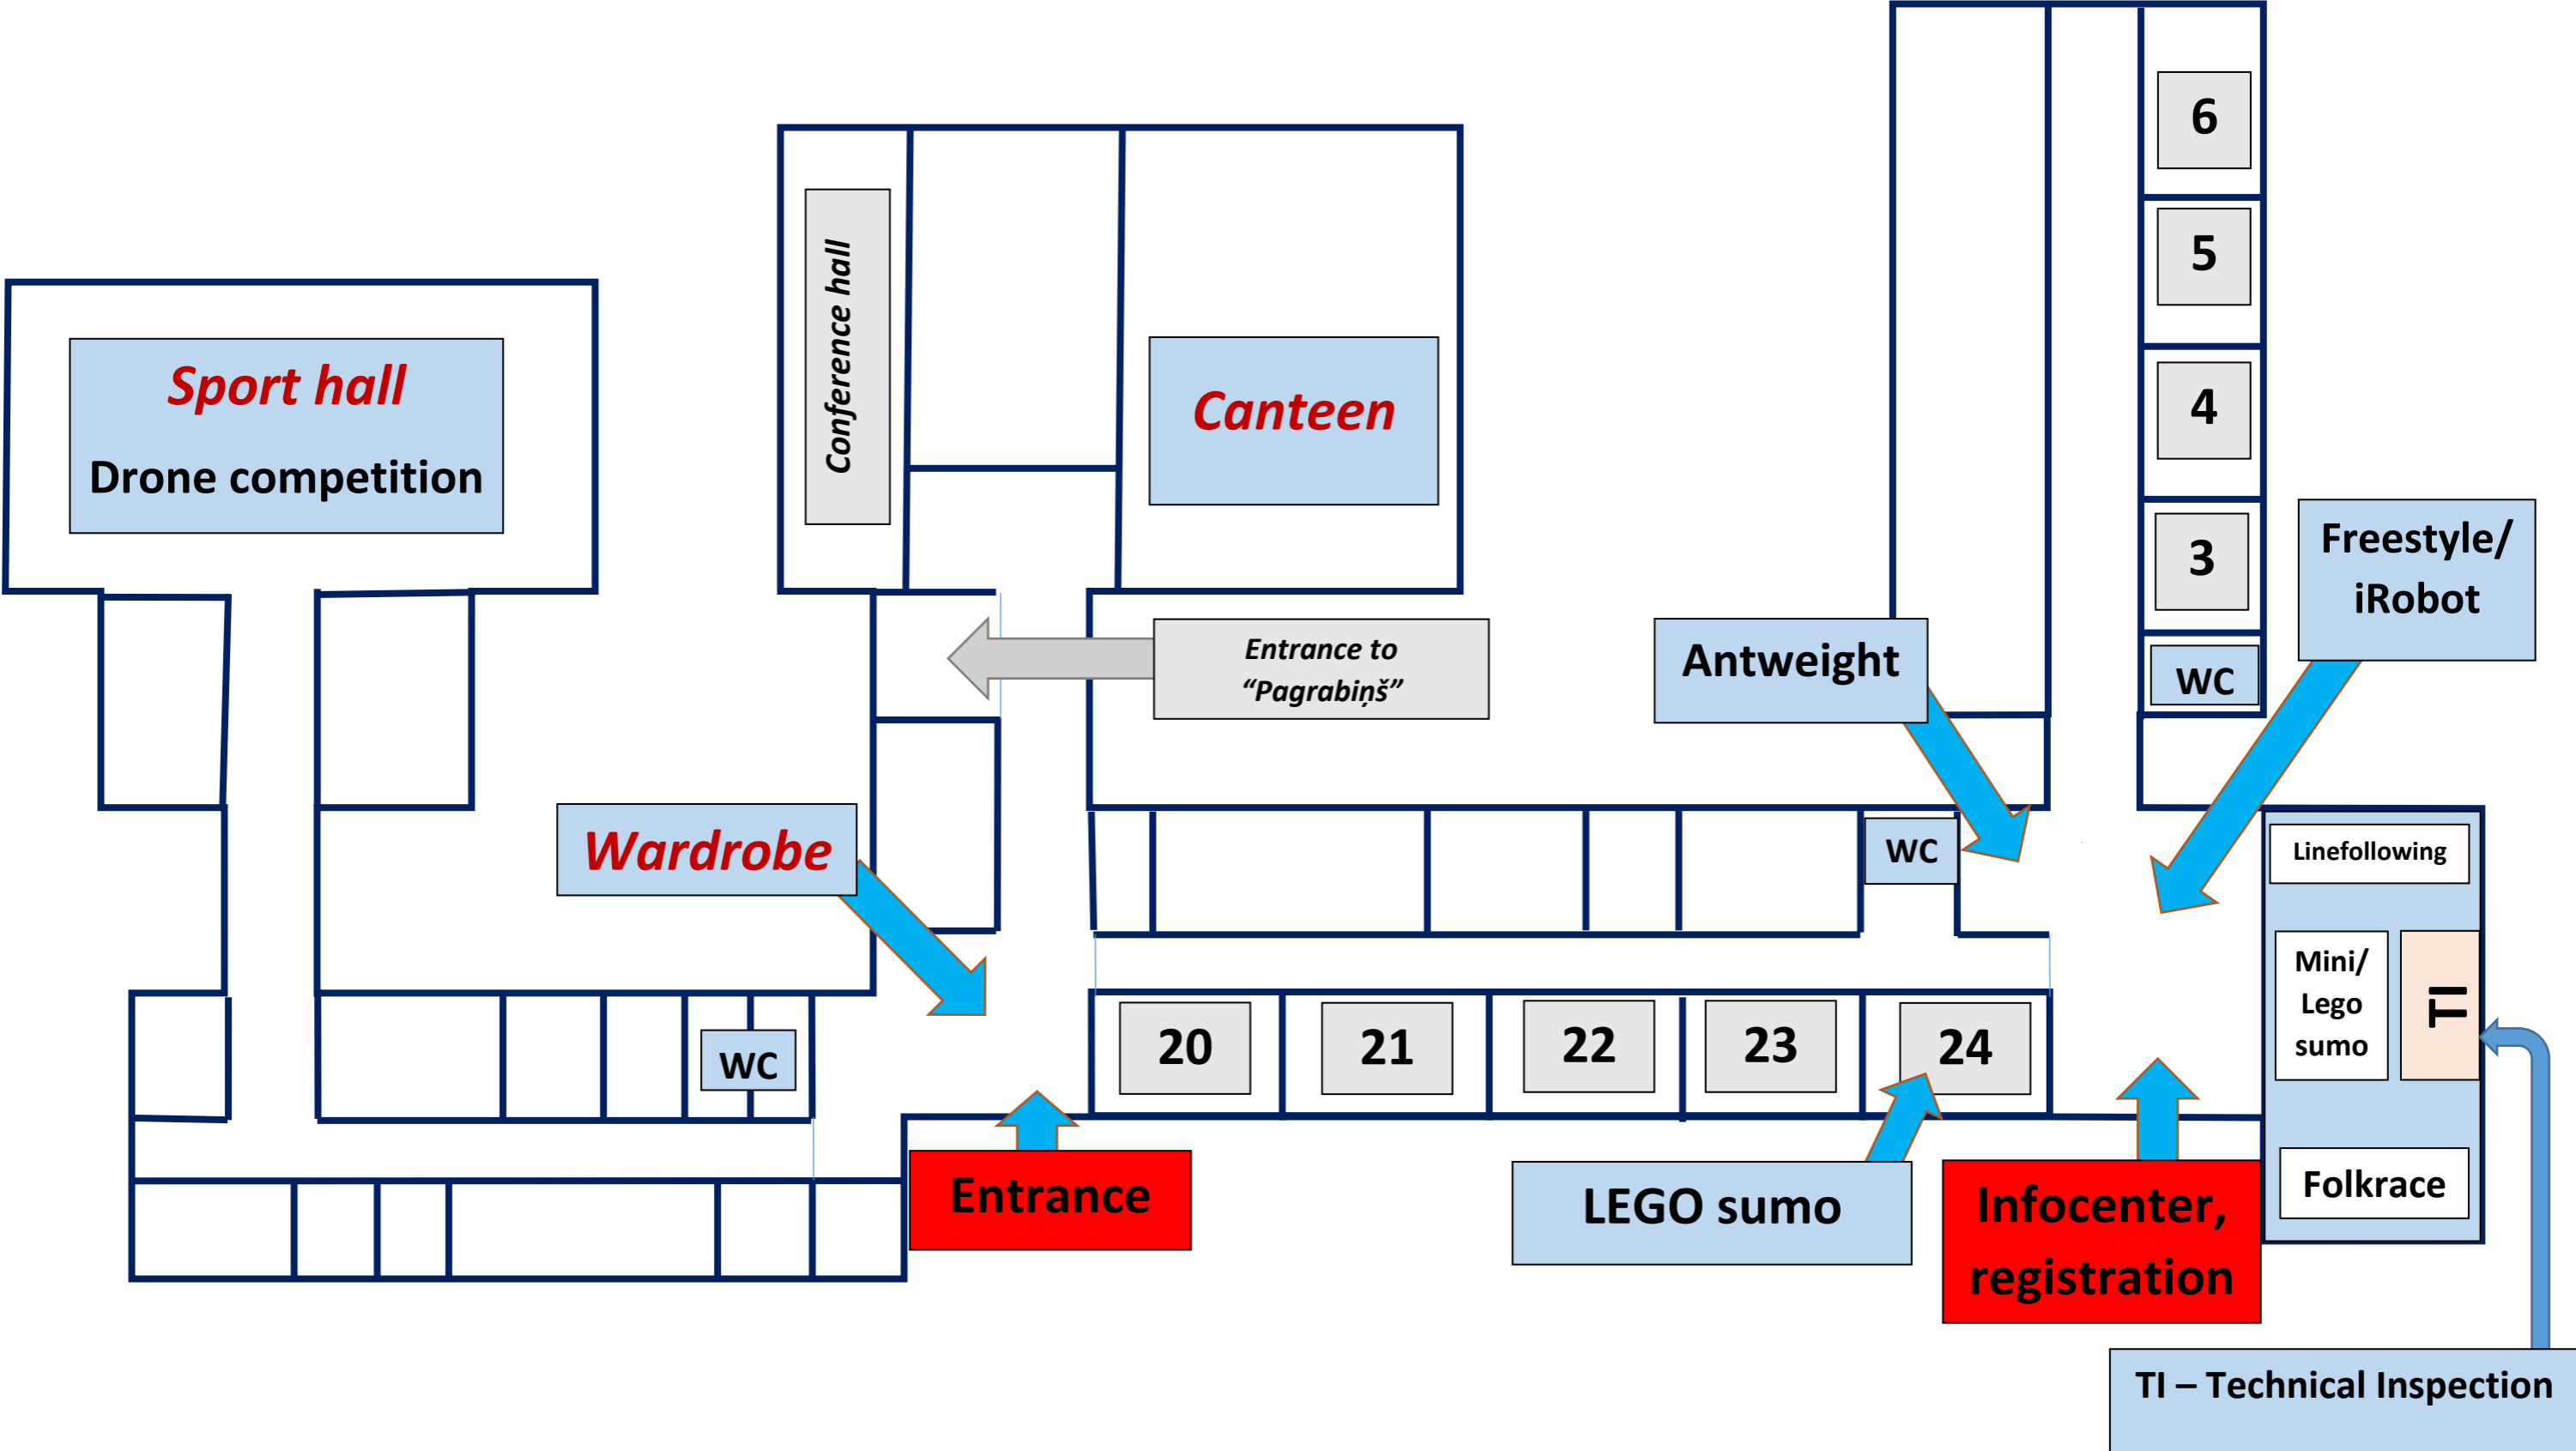 6
5
4
3
WC
Conference hall
Sport hall
Drone competition
Canteen
Freestyle/
iRobot
Entrance to
“Pagrabiņš”
Antweight
Wardrobe
WC
Linefollowing
Mini/
Lego
sumo
TI
Folkrace
WC
20
21
22
23
24
Entrance
LEGO sumo
Infocenter,
registration
TI – Technical Inspection